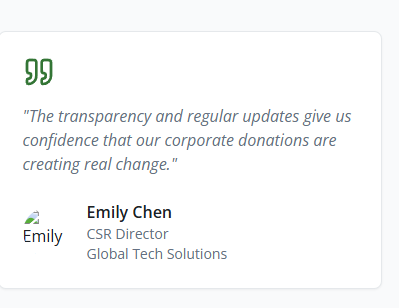 "The transparency and regular updates give us
confidence that our corporate donations are
creating real change."
Emily Chen
Emily
CSR Director
Global Tech Solutions